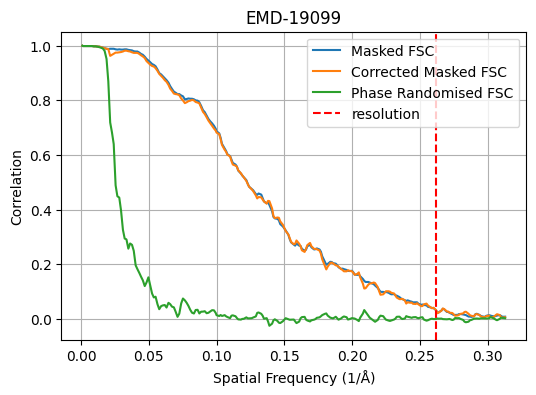 EMD-19099
Masked FSC
Corrected Masked FSC
Phase Randomised FSC
resolution
1.0
0.8
0.6
0.4
0.2
0.0
Correlation
0.00 0.05 0.10 0.15 0.20 0.25 0.30
Spatial Frequency (1/Å)